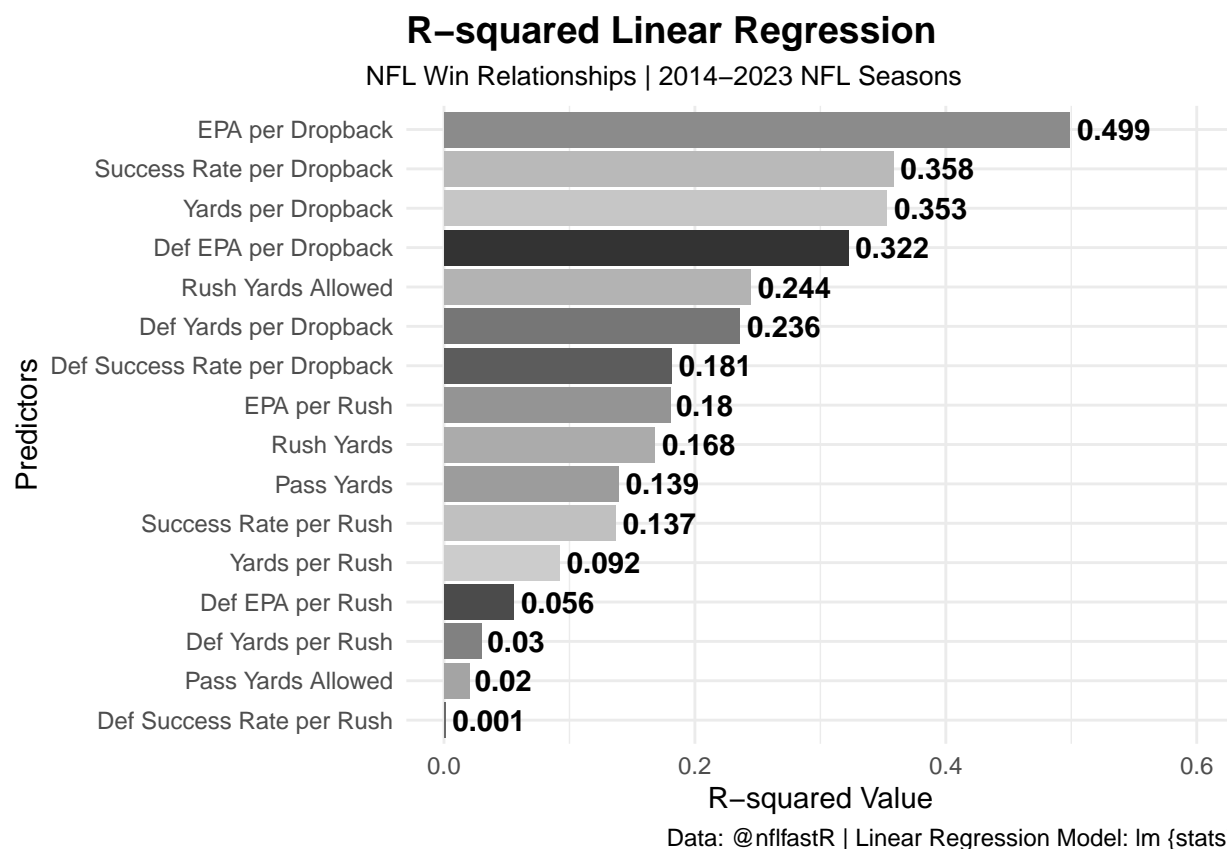 R−squared Linear Regression
NFL Win Relationships | 2014−2023 NFL Seasons
Predictors
EPA per Dropback 0.499
Success Rate per Dropback 0.358
Yards per Dropback 0.353
Def EPA per Dropback 0.322
Rush Yards Allowed 0.244
Def Yards per Dropback 0.236
Def Success Rate per Dropback 0.181
EPA per Rush 0.18
Rush Yards 0.168
Pass Yards 0.139
Success Rate per Rush 0.137
Yards per Rush 0.092
Def EPA per Rush 0.056
Def Yards per Rush 0.03
Pass Yards Allowed 0.02
Def Success Rate per Rush 0.001
0.0 0.2 0.4 0.6
R−squared Value
Data: @nflfastR | Linear Regression Model: lm {stats